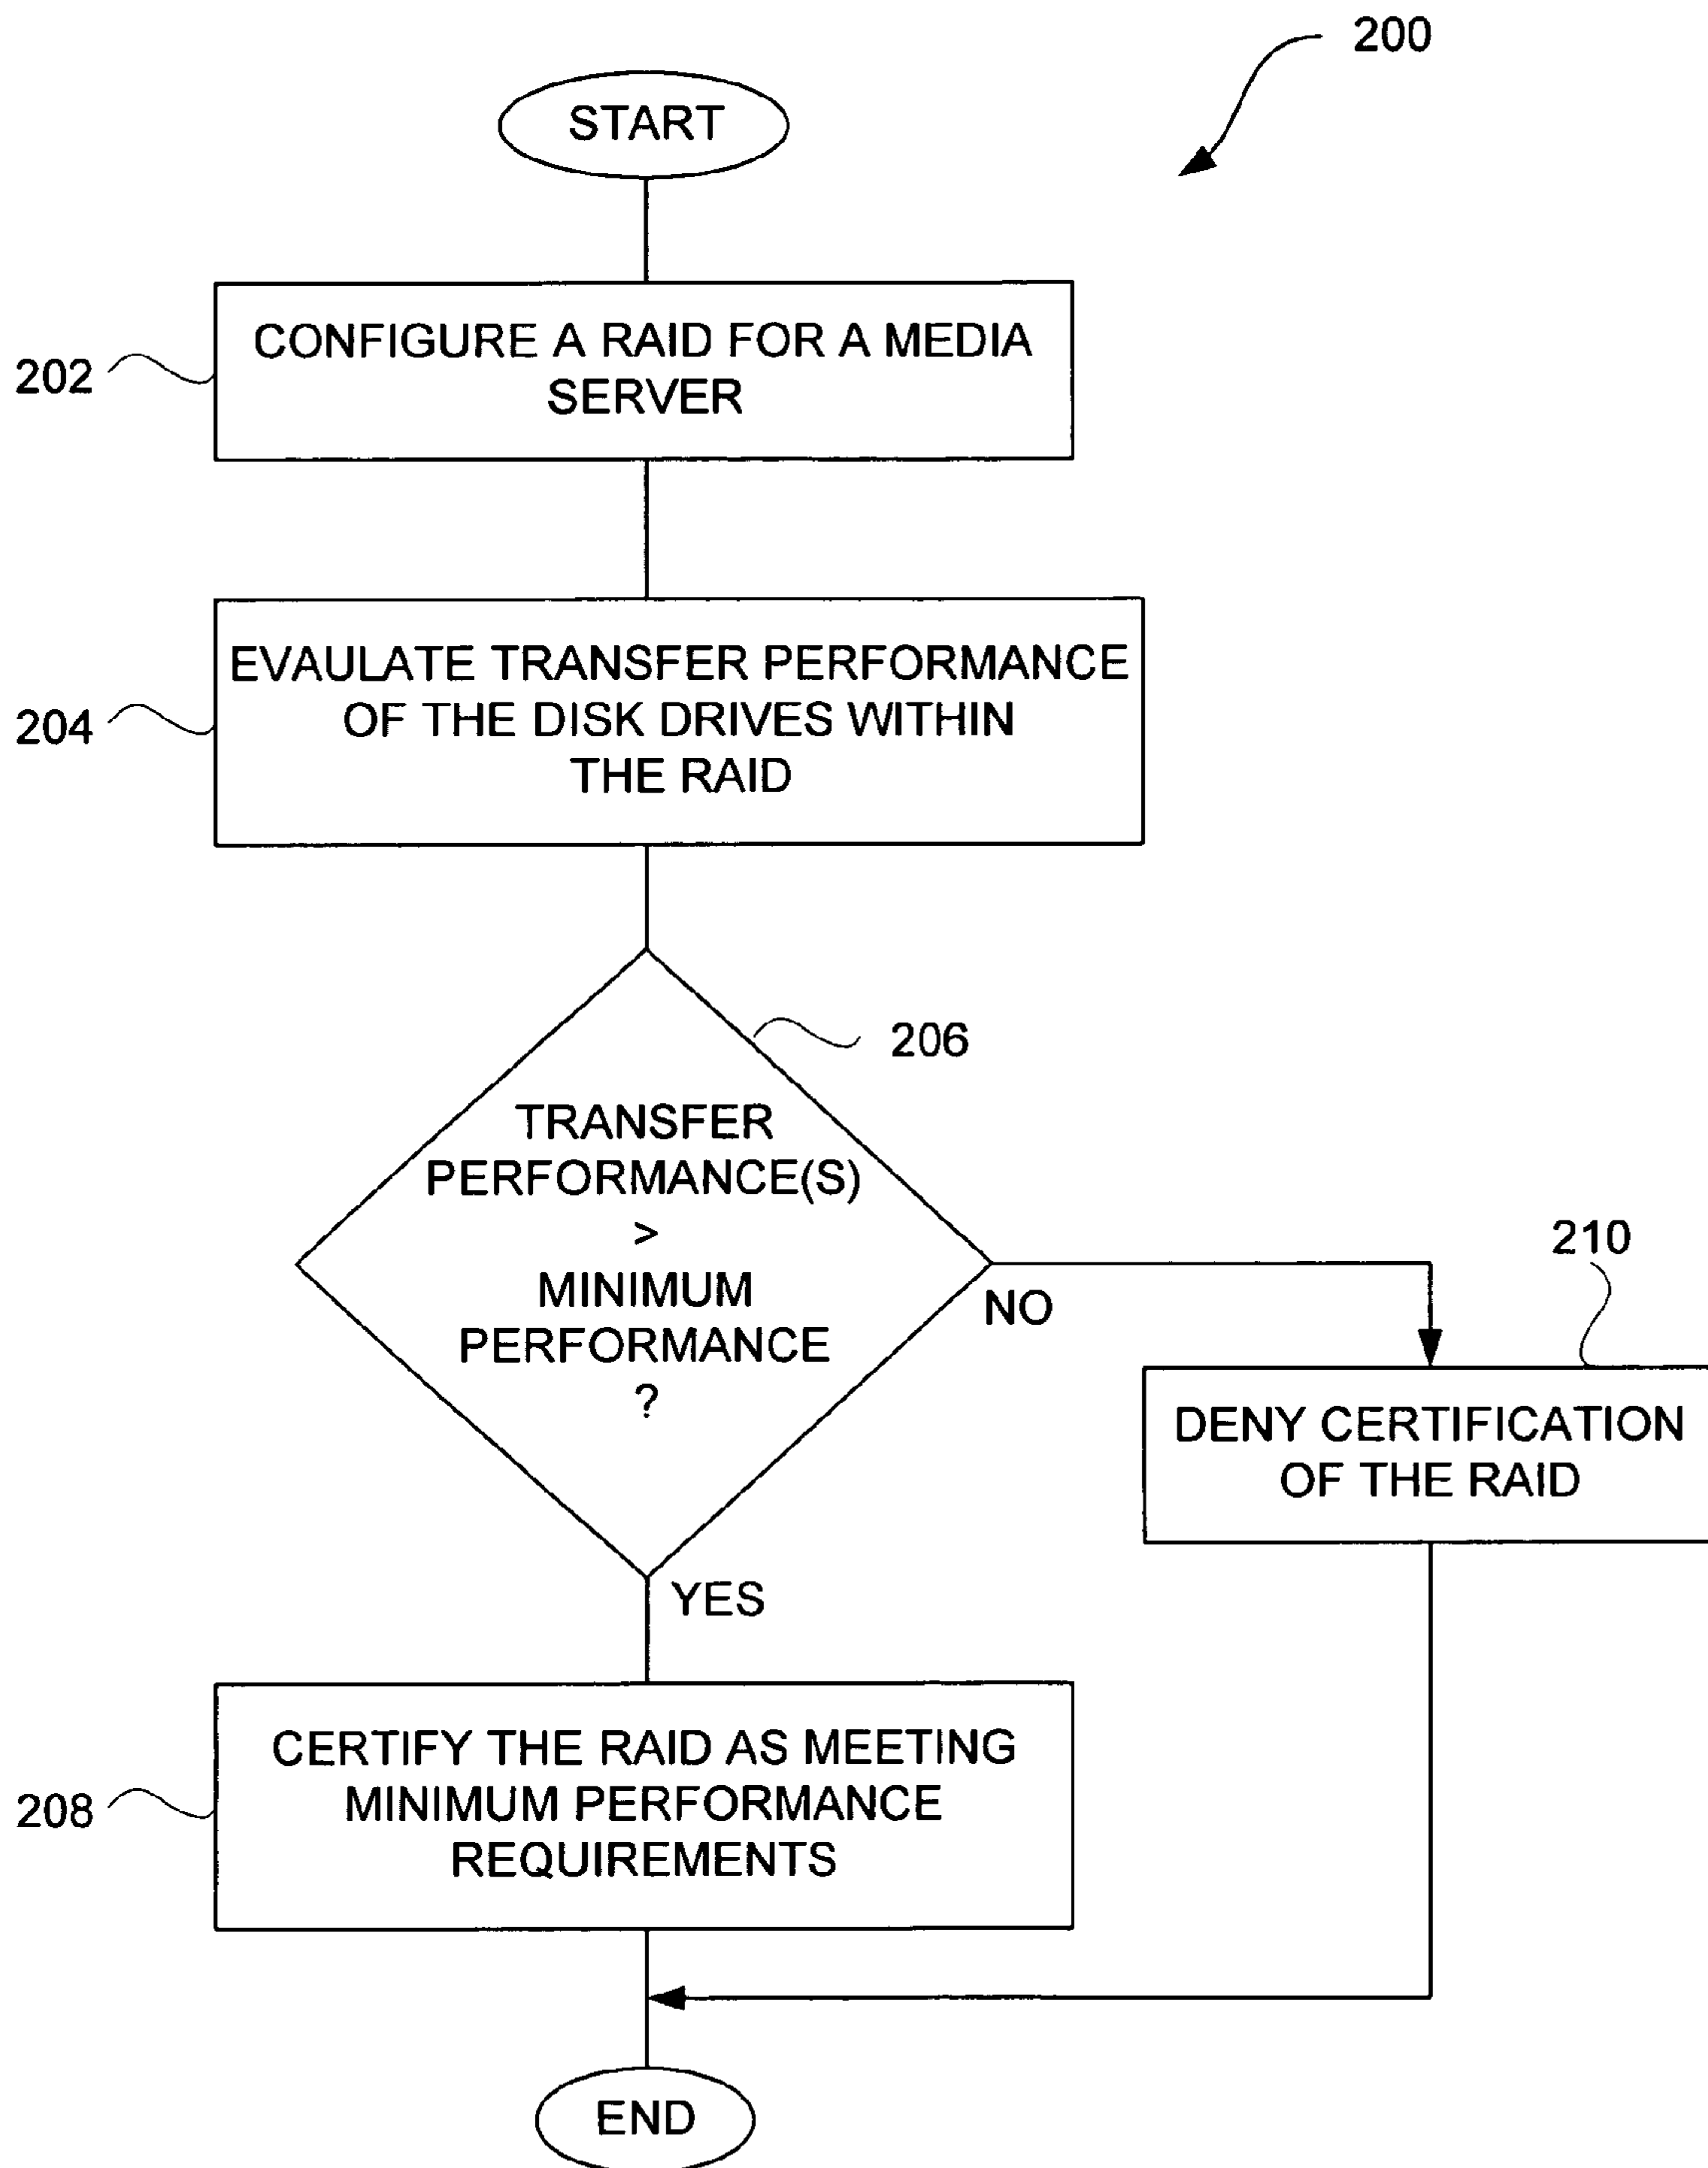 200
START
202
CONFIGURE A RAID FOR A MEDIA
SERVER
204
EVAULATE TRANSFER PERFORMANCE
OF THE DISK DRIVES WITHIN
THE RAID
206
TRANSFER
PERFORMANCE(S)
>
MINIMUM
PERFORMANCE
?
NO
210
DENY CERTIFICATION
OF THE RAID
YES
208
CERTIFY THE RAID AS MEETING
MINIMUM PERFORMANCE
REQUIREMENTS
END